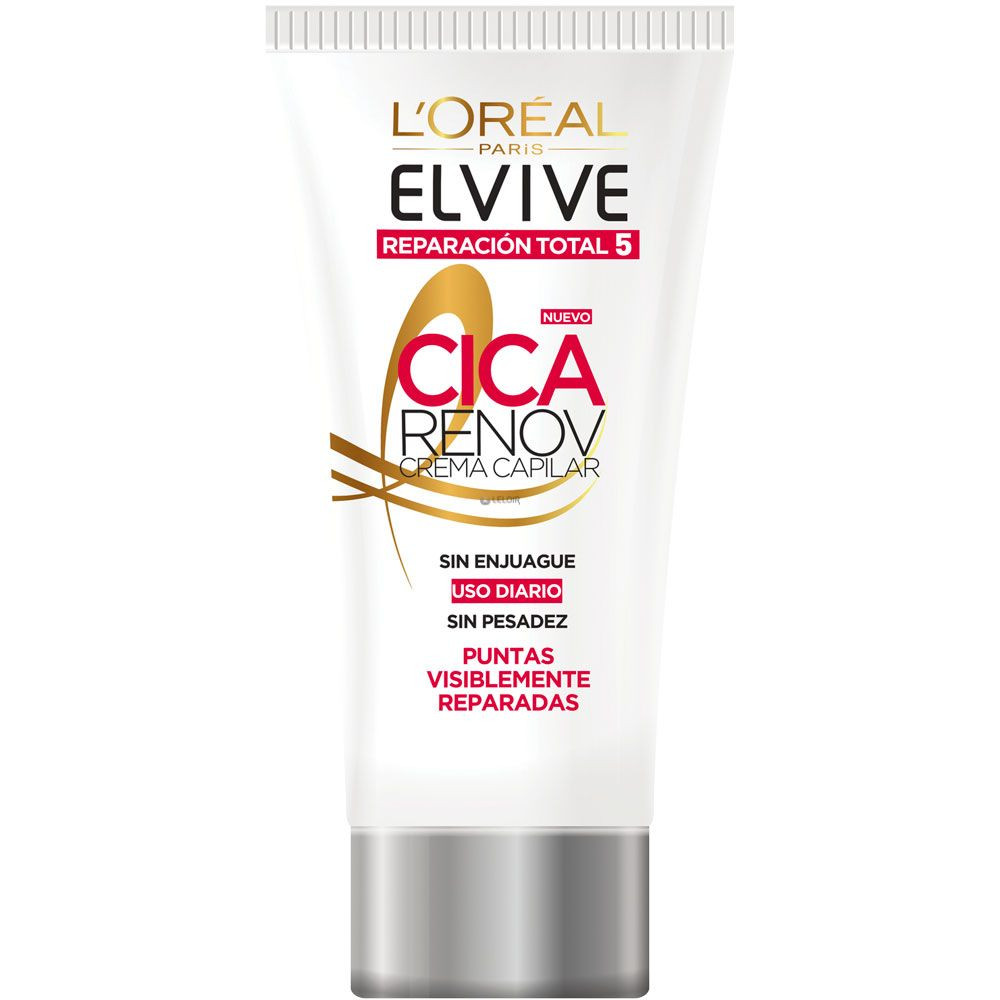 L'ORÉAL
PARiS
ELVIVE
REPARACIÓN TOTAL 5
NUEVO
CICA
RENOV
CREMA CAPILAR
LELOIR
SIN ENJUAGUE
USO DIARIO
SIN PESADEZ
PUNTAS
VISIBLEMENTE
REPARADAS